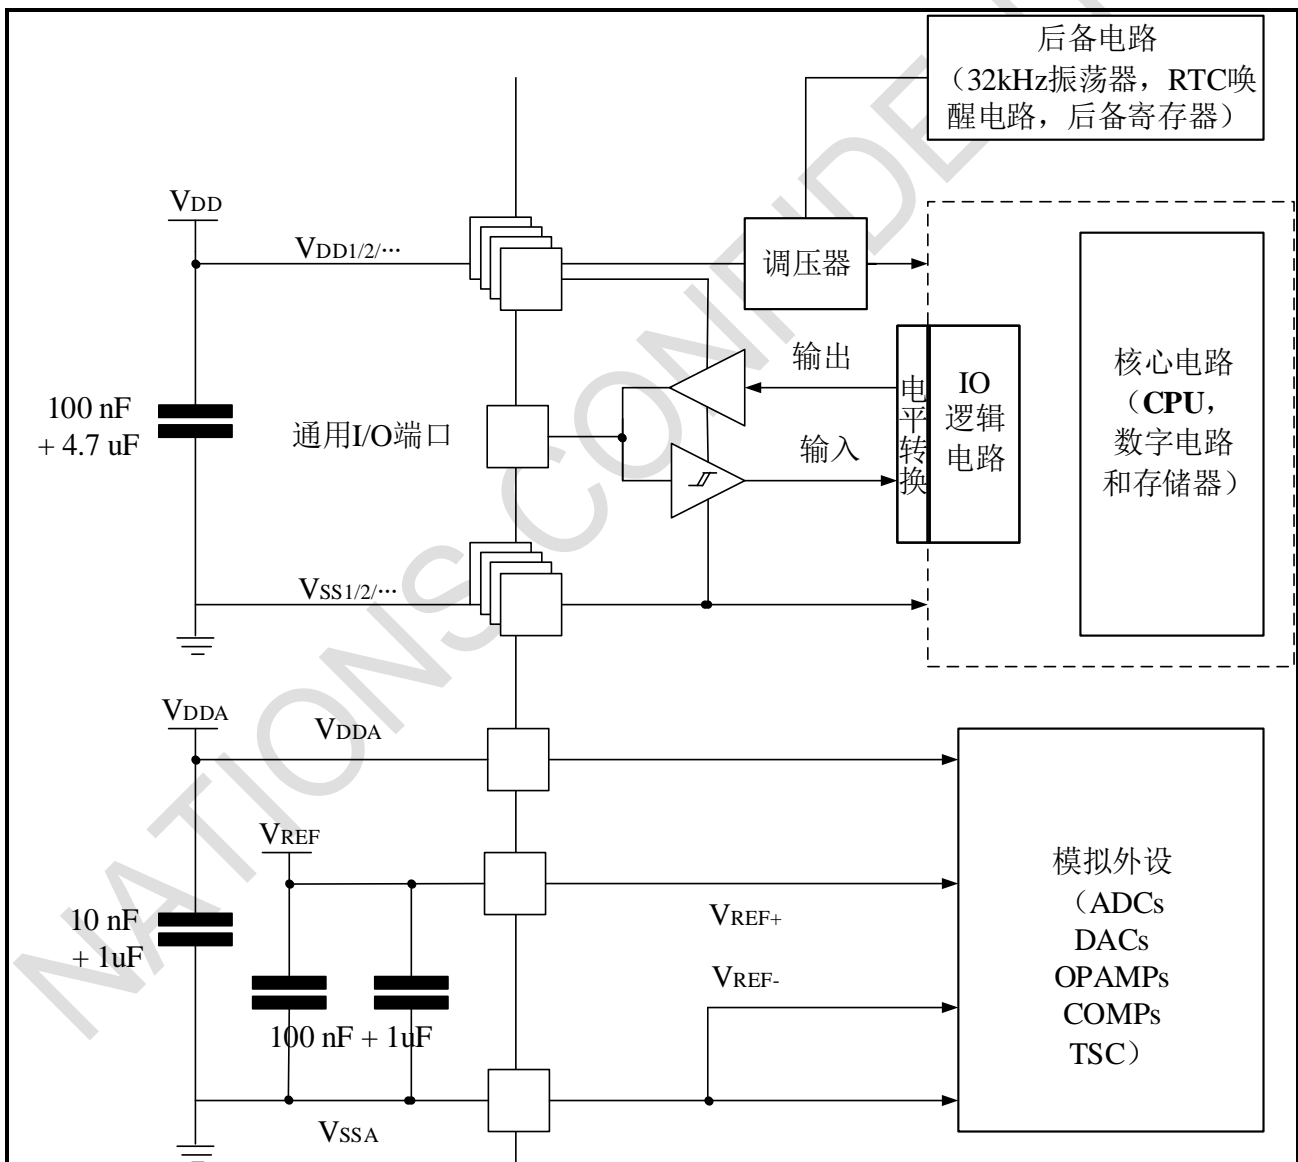 后备电路
（32kHz振荡器，RTC唤
醒电路，后备寄存器）
VDD
VDD1/2/···
调压器
输出
电平转换
IO
逻辑
电路
核心电路
（CPU，
数字电路
和存储器）
100 nF
+ 4.7 uF
通用I/O端口
输入
VSS1/2/···
VDDA
VDDA
VREF
10 nF
+ 1uF
VREF+
VREF-
100 nF + 1uF
模拟外设
（ADCs
DACs
OPAMPs
COMPs
TSC）
VSSA
NATIONS CONFIDE